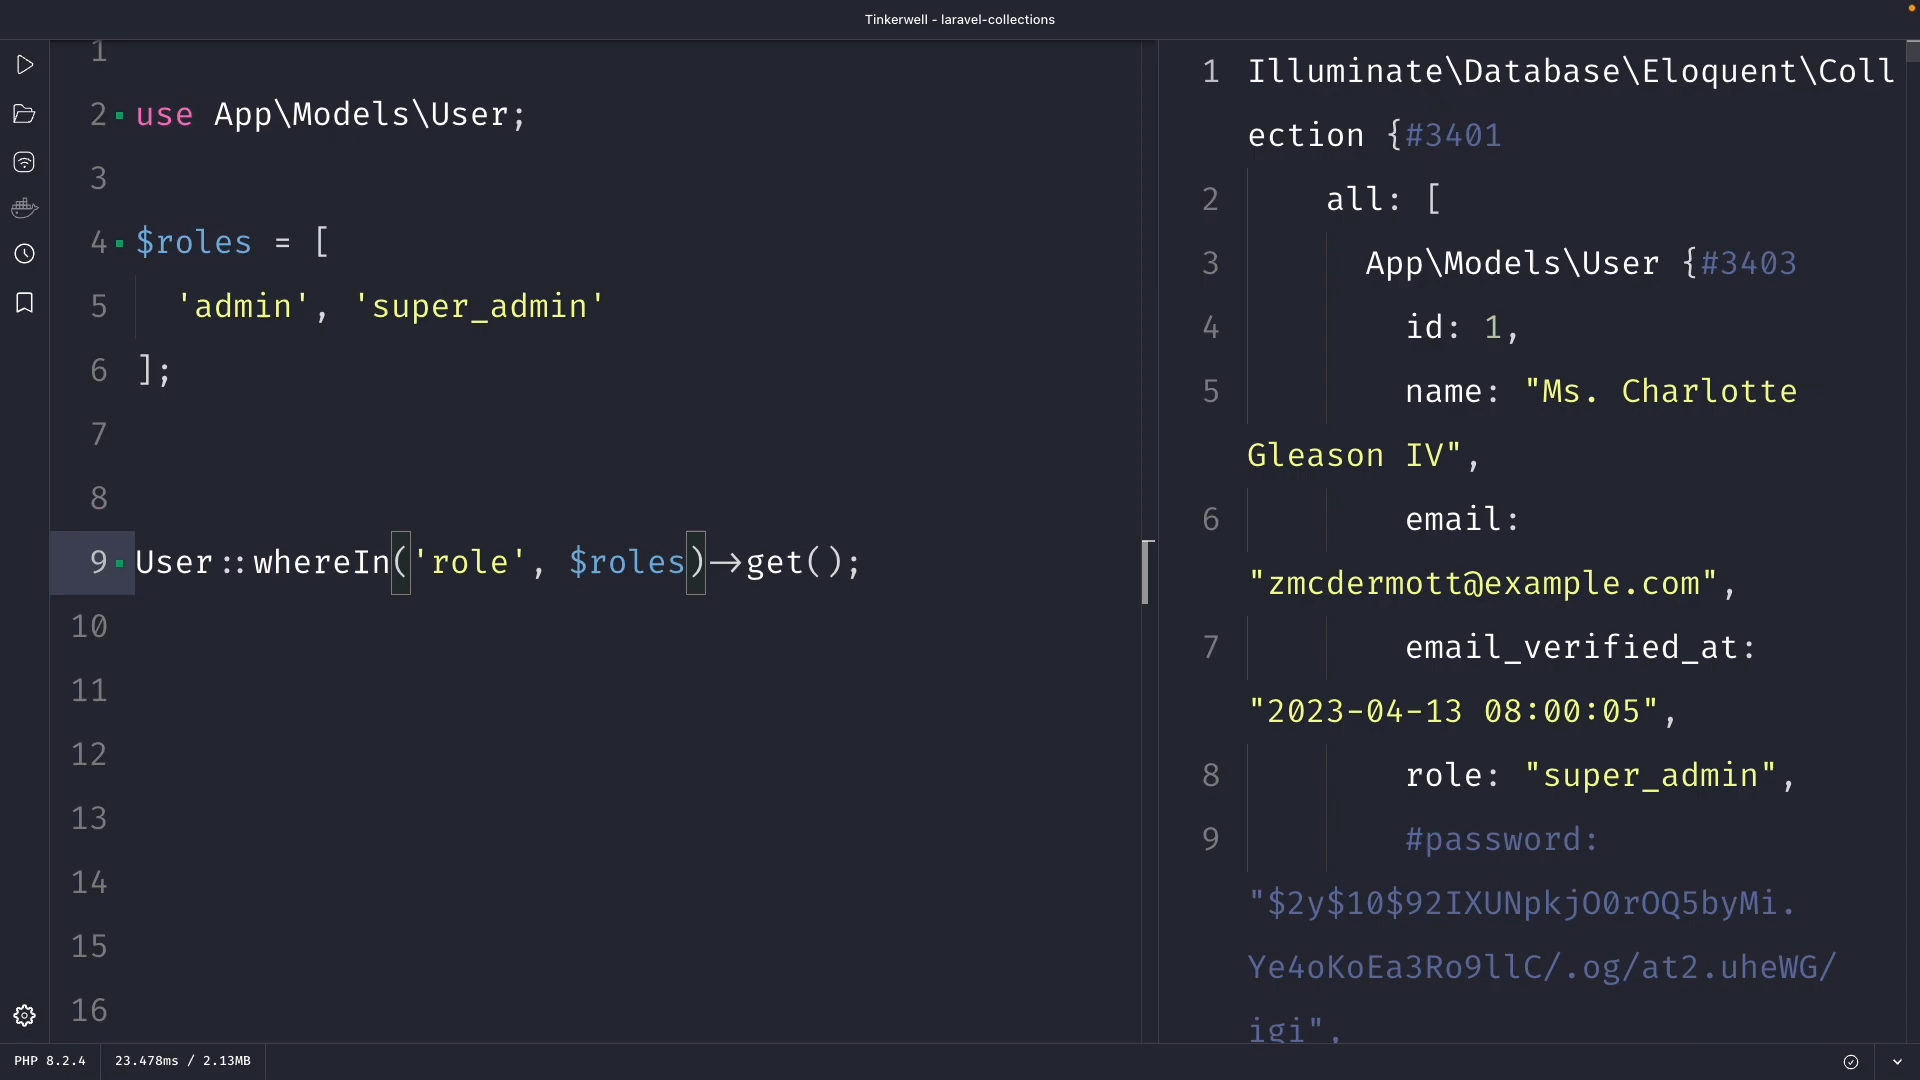 Tinkerwell - laravel-collections
1
2 use App\Models\User;
3
4 $roles = [
5 'admin', 'super_admin'
6 ];
7
8
9 User::whereIn('role', $roles)->get();
10
11
12
13
14
15
16
1 Illuminate\Database\Eloquent\Coll
ection {#3401
2 all: [
3 App\Models\User {#3403
4 id: 1,
5 name: "Ms. Charlotte
Gleason IV",
6 email:
"zmcdermott@example.com",
7 email_verified_at:
"2023-04-13 08:00:05",
8 role: "super_admin",
9 #password:
"$2y$10$92IXUNpkjO0rOQ5byMi.
Ye4oKoEa3Ro9llC/.og/at2.uheWG/
igi",
PHP 8.2.4
23.478ms / 2.13MB